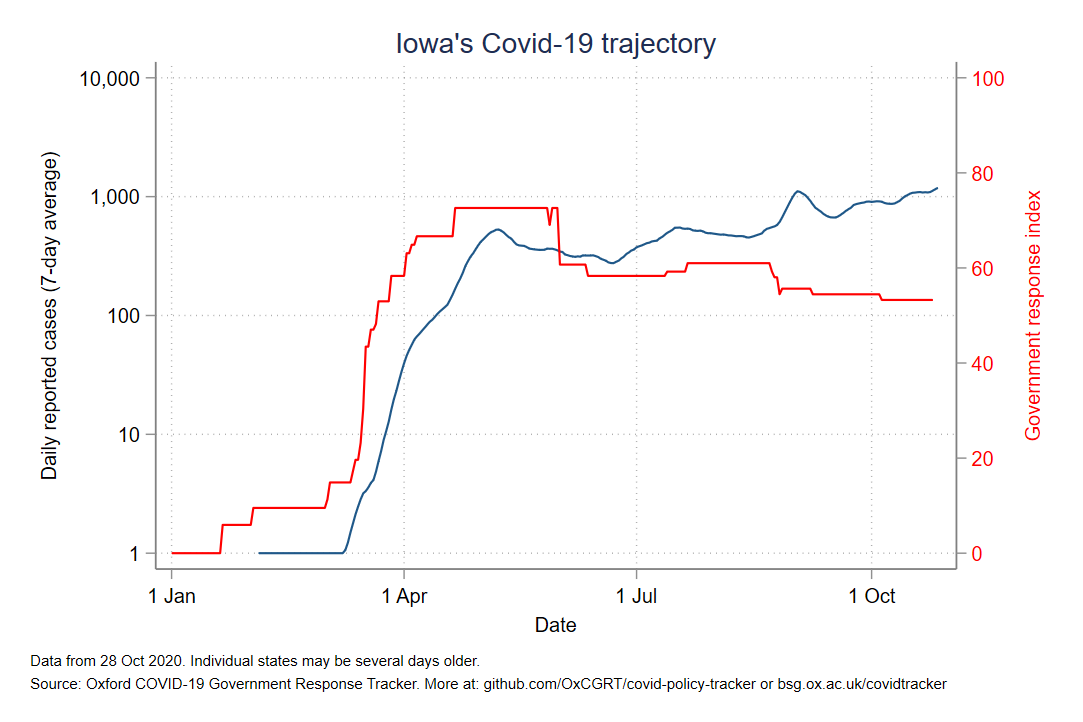 Iowa's Covid-19 trajectory
10,000
1,000
100
10
1
Daily reported cases (7-day average)
100
80
60
40
20
0
Government response index
1 Jan
1 Apr
1 Jul
1 Oct
Date
Data from 28 Oct 2020. Individual states may be several days older.
Source: Oxford COVID-19 Government Response Tracker. More at: github.com/OxCGRT/covid-policy-tracker or bsg.ox.ac.uk/covidtracker